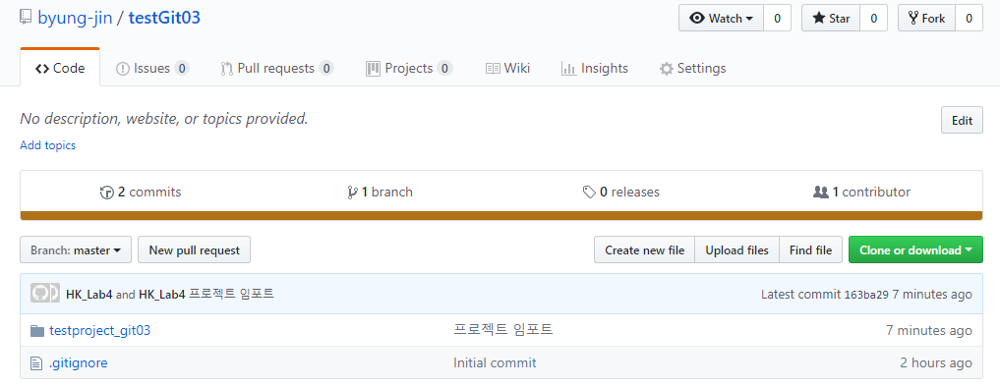 byung-jin / testGit03 Watch 0 Star 0 Fork 0
Code Issues 0 Pull requests 0 Projects 0 Wiki Insights Settings
No description, website, or topics provided. Edit
Add topics
2 commits 1 branch 0 releases 1 contributor
Branch: master New pull request Create new file Upload files Find file Clone or download
HK_Lab4 and HK_Lab4 프로젝트 임포트 Latest commit 163ba29 7 minutes ago
testproject_git03 프로젝트 임포트 7 minutes ago
.gitignore Initial commit 2 hours ago